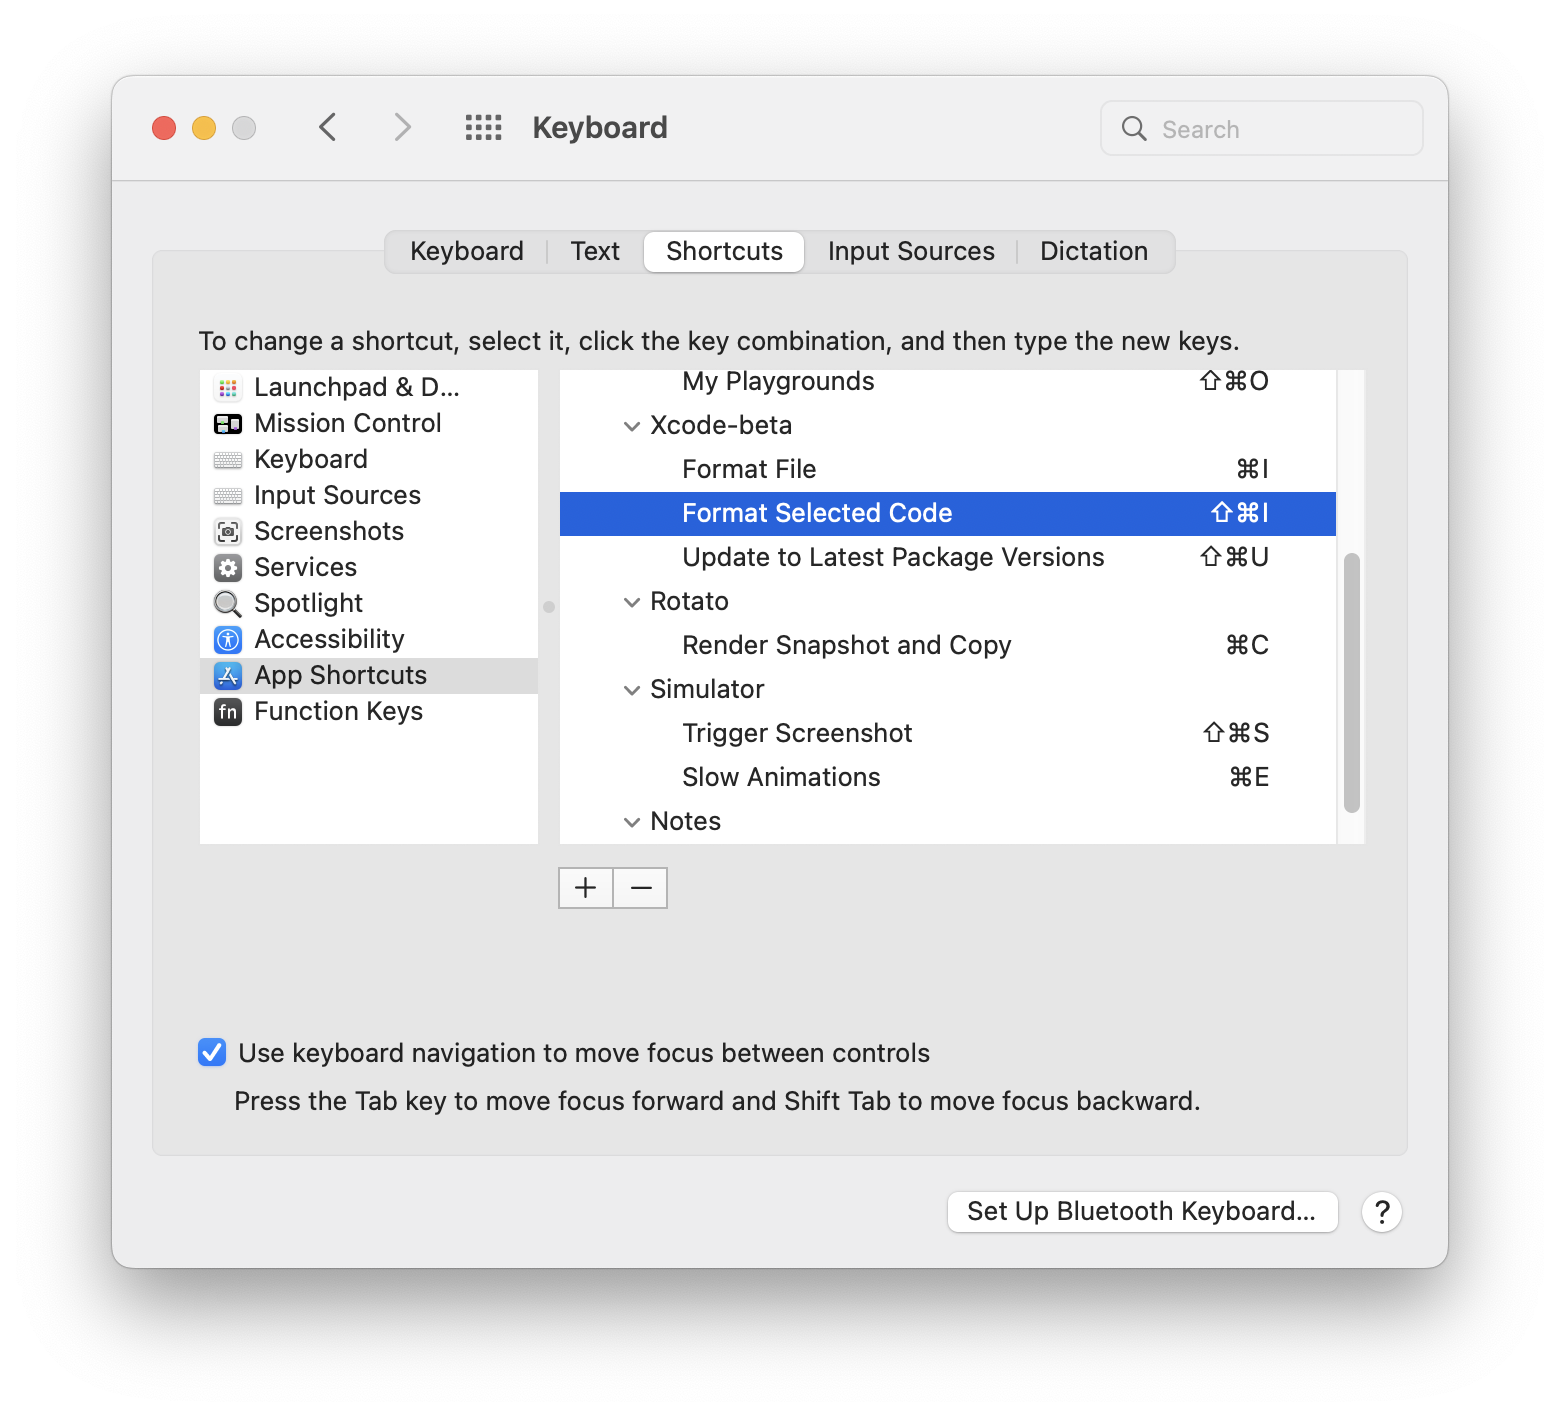 Keyboard
Search
Keyboard
Text
Shortcuts
Input Sources
Dictation
To change a shortcut, select it, click the key combination, and then type the new keys.
Launchpad & D...
Mission Control
Keyboard
Input Sources
Screenshots
Services
Spotlight
Accessibility
App Shortcuts
fn Function Keys
My Playgrounds ⇧⌘O
Xcode-beta
Format File ⌘I
Format Selected Code ⇧⌘I
Update to Latest Package Versions ⇧⌘U
Rotato
Render Snapshot and Copy ⌘C
Simulator
Trigger Screenshot ⇧⌘S
Slow Animations ⌘E
Notes
+ −
Use keyboard navigation to move focus between controls
Press the Tab key to move focus forward and Shift Tab to move focus backward.
Set Up Bluetooth Keyboard...
?